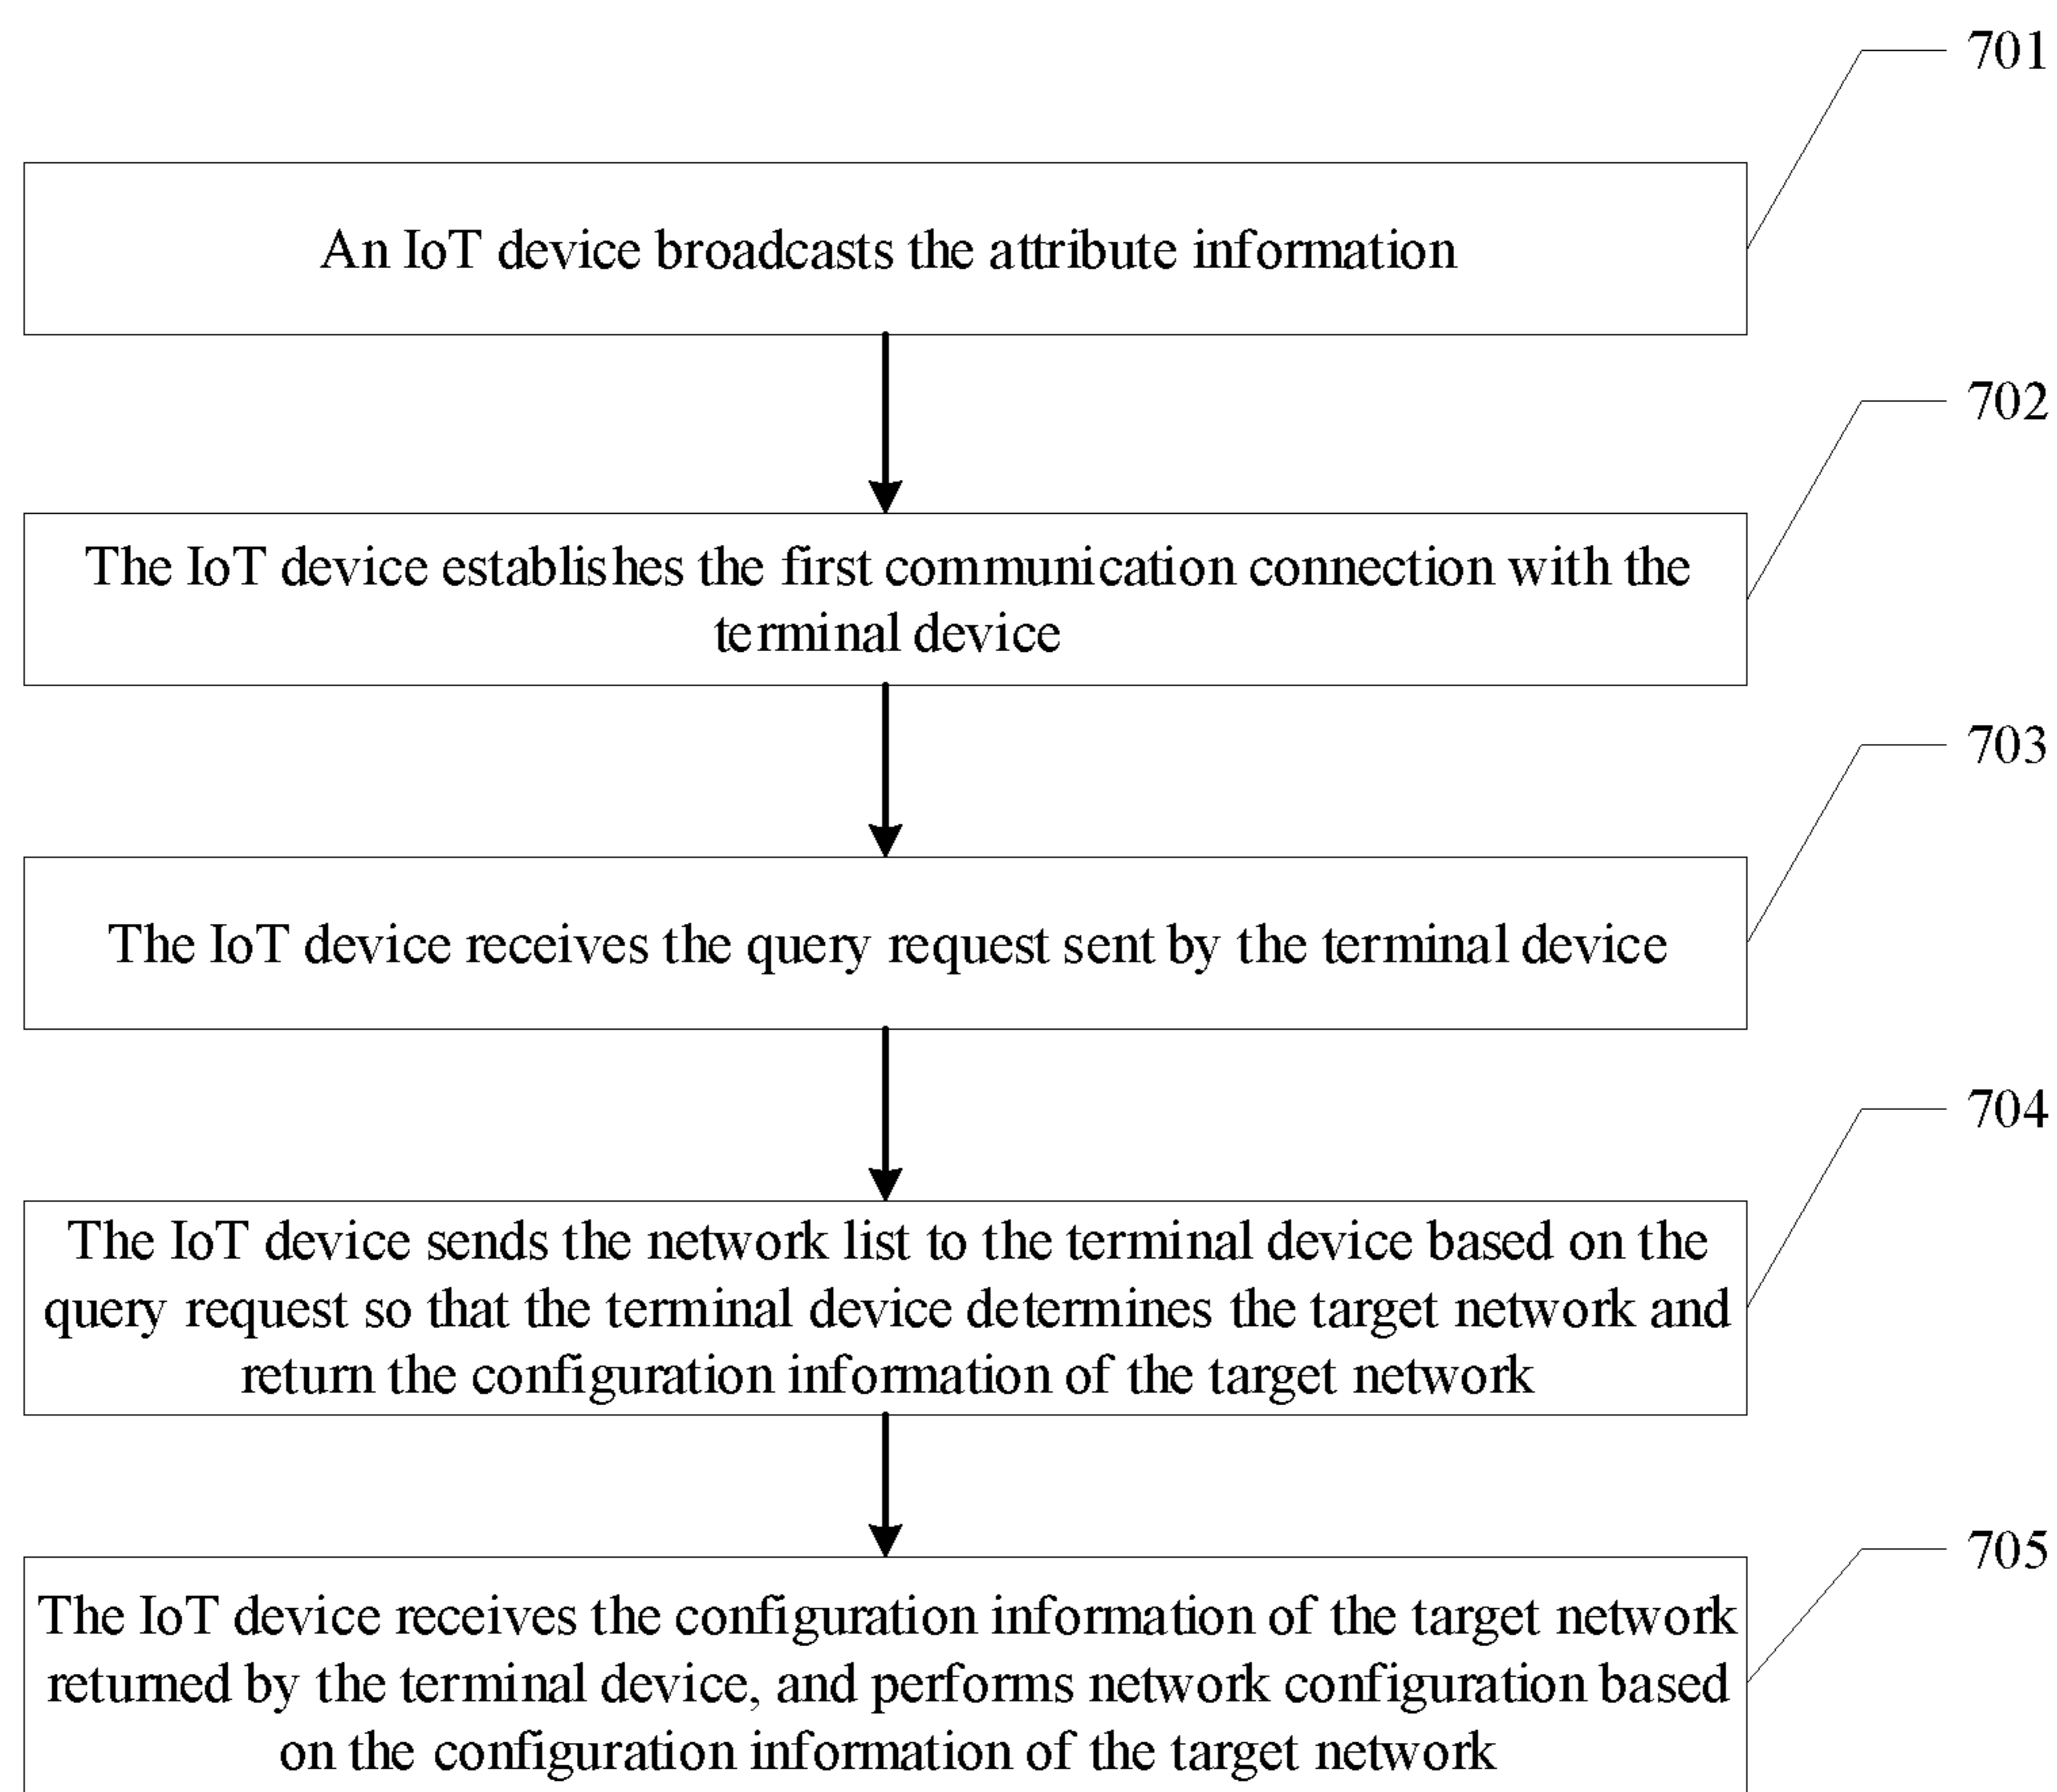 701
An IoT device broadcasts the attribute information
702
The IoT device establishes the first communication connection with the
terminal device
703
The IoT device receives the query request sent by the terminal device
704
The IoT device sends the network list to the terminal device based on the
query request so that the terminal device determines the target network and
return the configuration information of the target network
705
The IoT device receives the configuration information of the target network
returned by the terminal device, and performs network configuration based
on the configuration information of the target network